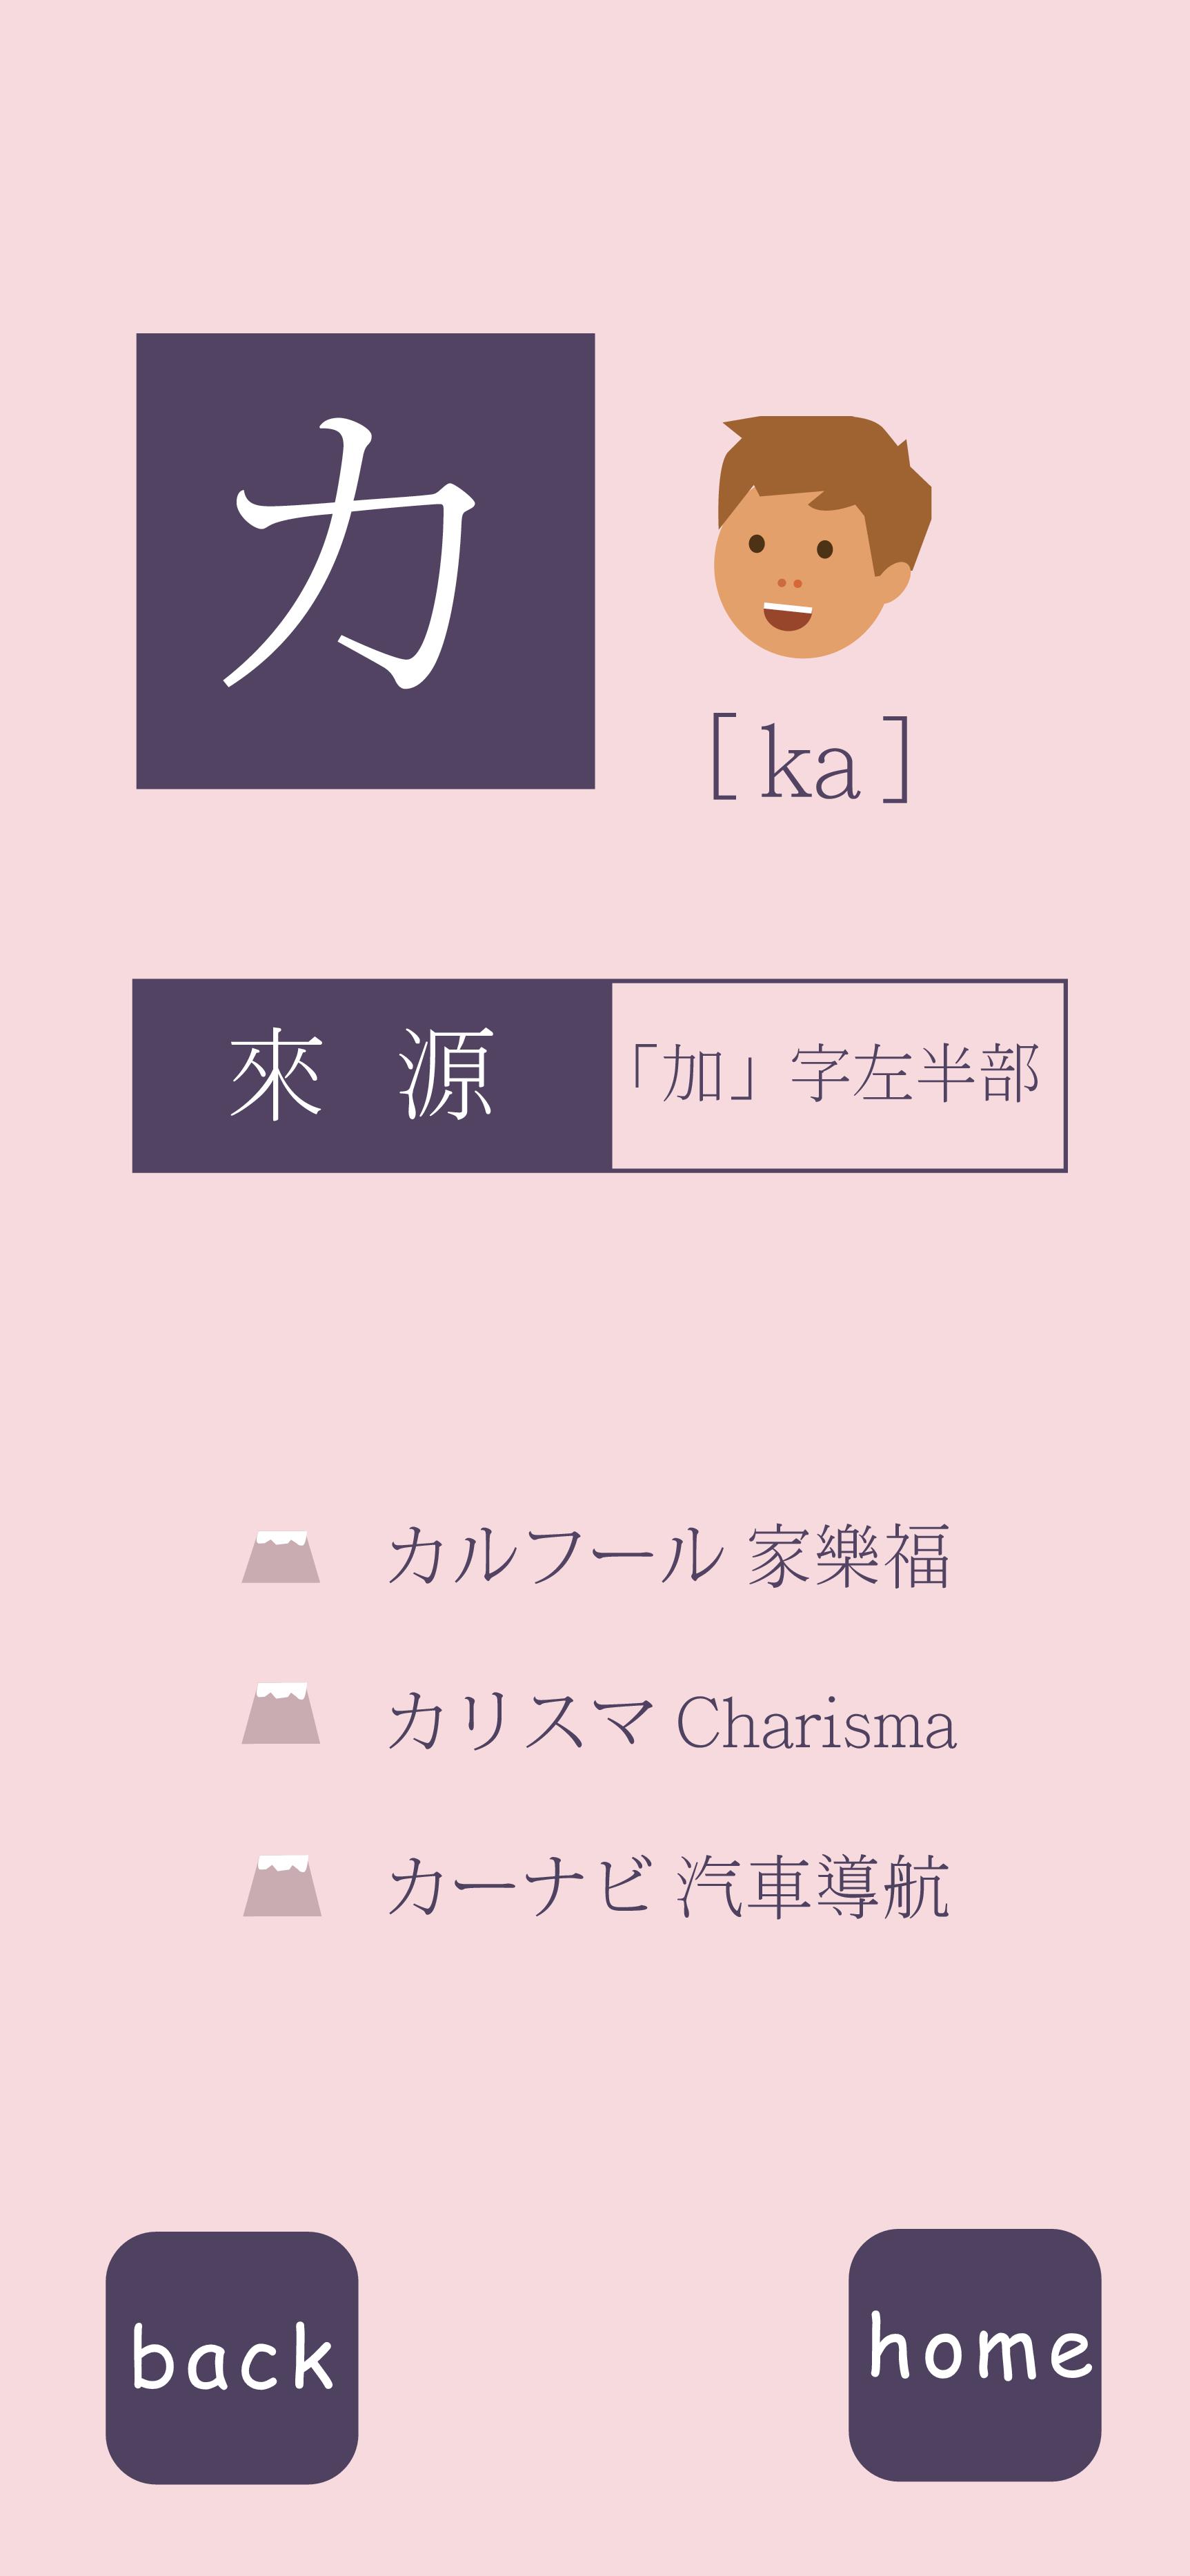 カ
[ ka ]
來 源
「加」字左半部
カルフール 家樂福
カリスマ Charisma
カーナビ 汽車導航
back
home